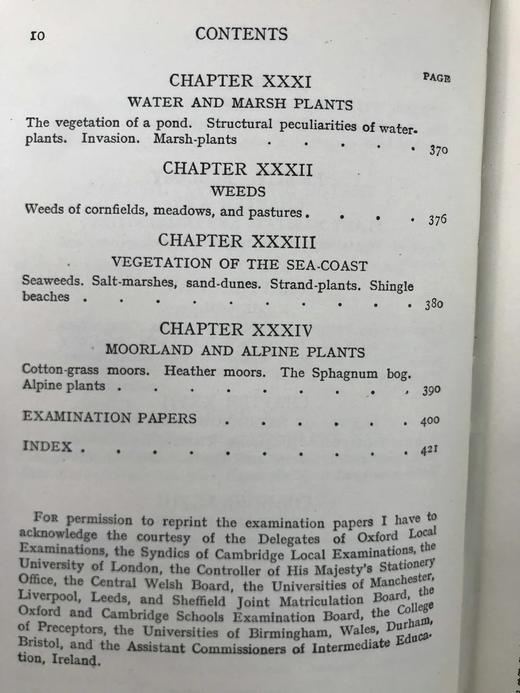 10 CONTENTS
CHAPTER XXXI PAGE
WATER AND MARSH PLANTS
The vegetation of a pond. Structural peculiarities of water-
plants. Invasion. Marsh-plants . . . . 370
CHAPTER XXXII
WEEDS
Weeds of cornfields, meadows, and pastures . . . . 376
CHAPTER XXXIII
VEGETATION OF THE SEA-COAST
Seaweeds. Salt-marshes, sand-dunes. Strand-plants. Shingle
beaches . . . . . . . . . . 380
CHAPTER XXXIV
MOORLAND AND ALPINE PLANTS
Cotton-grass moors. Heather moors. The Sphagnum bog.
Alpine plants . . . . . . . . 390
EXAMINATION PAPERS . . . . . . 400
INDEX . . . . . . . . . . 421
FOR permission to reprint the examination papers I have to
acknowledge the courtesy of the Delegates of Oxford Local
Examinations, the Syndics of Cambridge Local Examinations, the
University of London, the Controller of His Majesty's Stationery
Office, the Central Welsh Board, the Universities of Manchester,
Liverpool, Leeds, and Sheffield Joint Matriculation Board, the
Oxford and Cambridge Schools Examination Board, the College
of Preceptors, the Universities of Birmingham, Wales, Durham,
Bristol, and the Assistant Commissioners of Intermediate Educa-
tion, Ireland.